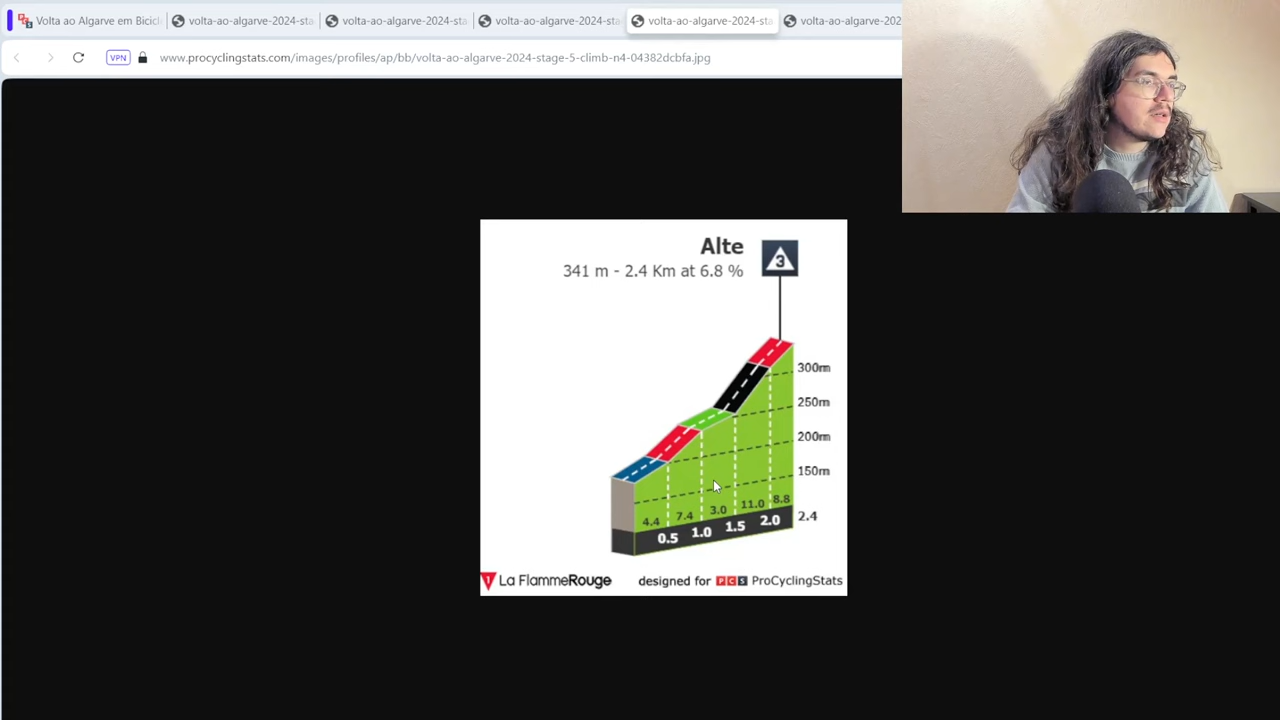 Volta ao Algarve em Bicicl
volta-ao-algarve-2024-sta
volta-ao-algarve-2024-sta
volta-ao-algarve-2024-sta
volta-ao-algarve-2024-sta
volta-ao-algarve-2024
VPN
www.procyclingstats.com/images/profiles/ap/bb/volta-ao-algarve-2024-stage-5-climb-n4-04382dcbfa.jpg
Alte
3
341 m - 2.4 Km at 6.8 %
300m
250m
200m
150m
4.4 7.4 3.0 11.0 8.8
0.5 1.0 1.5 2.0 2.4
1 La FlammeRouge designed for PCS ProCyclingStats